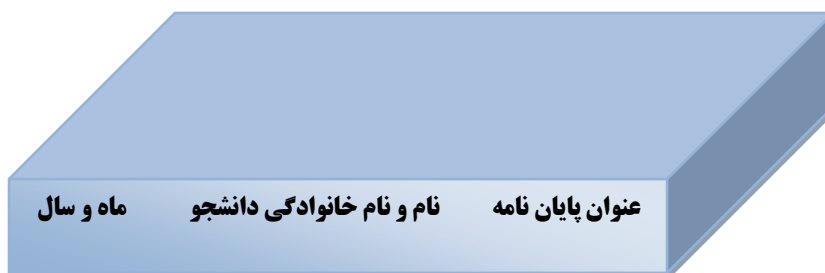 عنوان پایان نامه نام و نام خانوادگی دانشجو ماه و سال